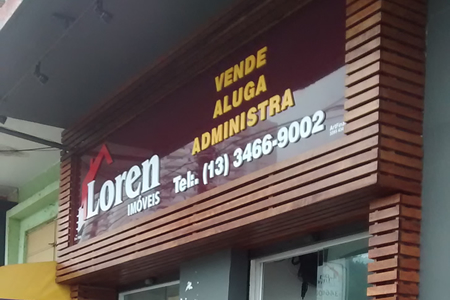 VENDE
ALUGA
ADMINISTRA
Loren
IMÓVEIS
Tel.: (13) 3466-9002